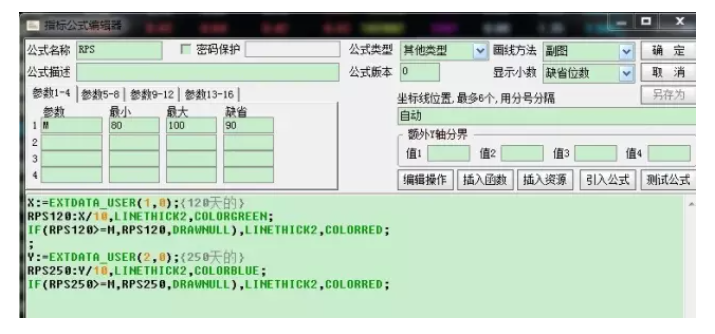 指标公式编辑器
公式名称 RPS 密码保护 公式类型 其他类型 画线方法 副图 确 定
公式描述 公式版本 0 显示小数 缺省位数 取 消
参数1-4 参数5-8 参数9-12 参数13-16 坐标线位置,最多6个,用分号分隔 另存为
参数 最小 最大 缺省 自动
1 M 80 100 90 额外Y轴分界
2 值1 值2 值3 值4
3
4 编辑操作 插入函数 插入资源 引入公式 测试公式
X:=EXTDATA_USER(1,0);{120天的}
RPS120:X/10,LINETHICK2,COLORGREEN;
IF(RPS120>=M,RPS120,DRAWNULL),LINETHICK2,COLORRED;
;
Y:=EXTDATA_USER(2,0);{250天的}
RPS250:Y/10,LINETHICK2,COLORBLUE;
IF(RPS250>=M,RPS250,DRAWNULL),LINETHICK2,COLORRED;